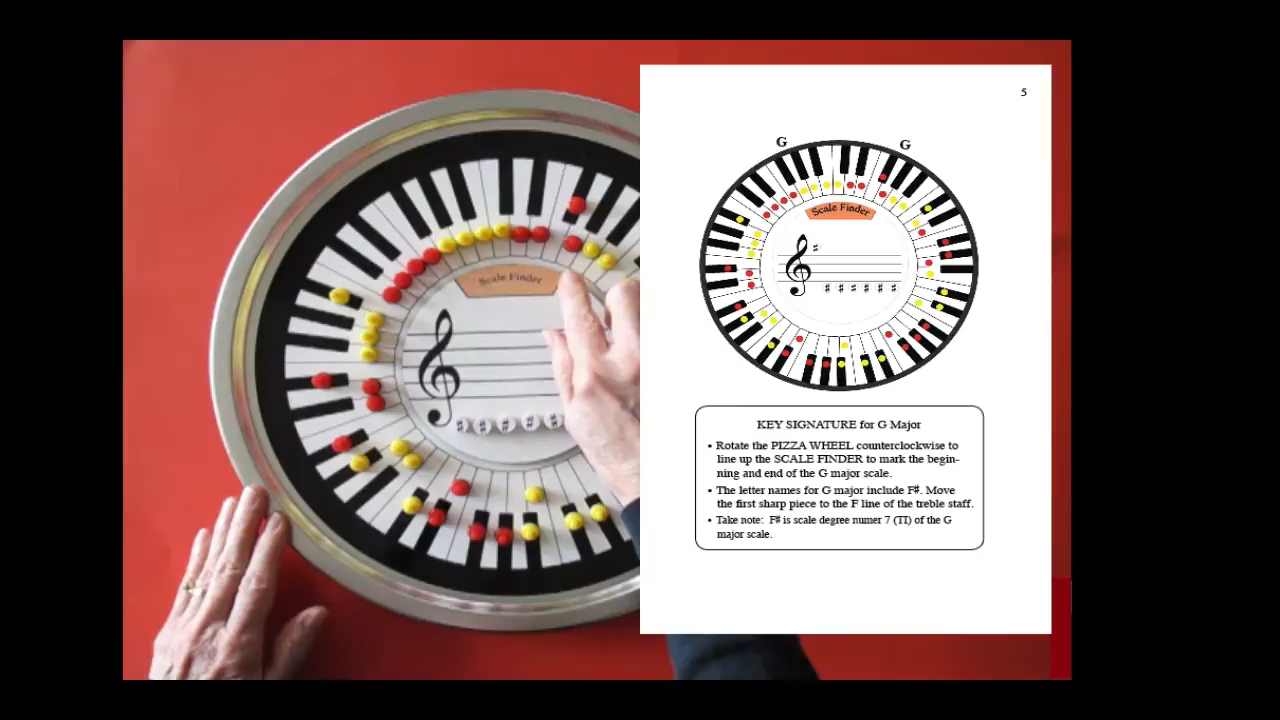 5
G G
Scale Finder
Scale Finder
KEY SIGNATURE for G Major
• Rotate the PIZZA WHEEL counterclockwise to
line up the SCALE FINDER to mark the begin-
ning and end of the G major scale.
• The letter names for G major include F#. Move
the first sharp piece to the F line of the treble staff.
• Take note: F# is scale degree numer 7 (TI) of the G
major scale.